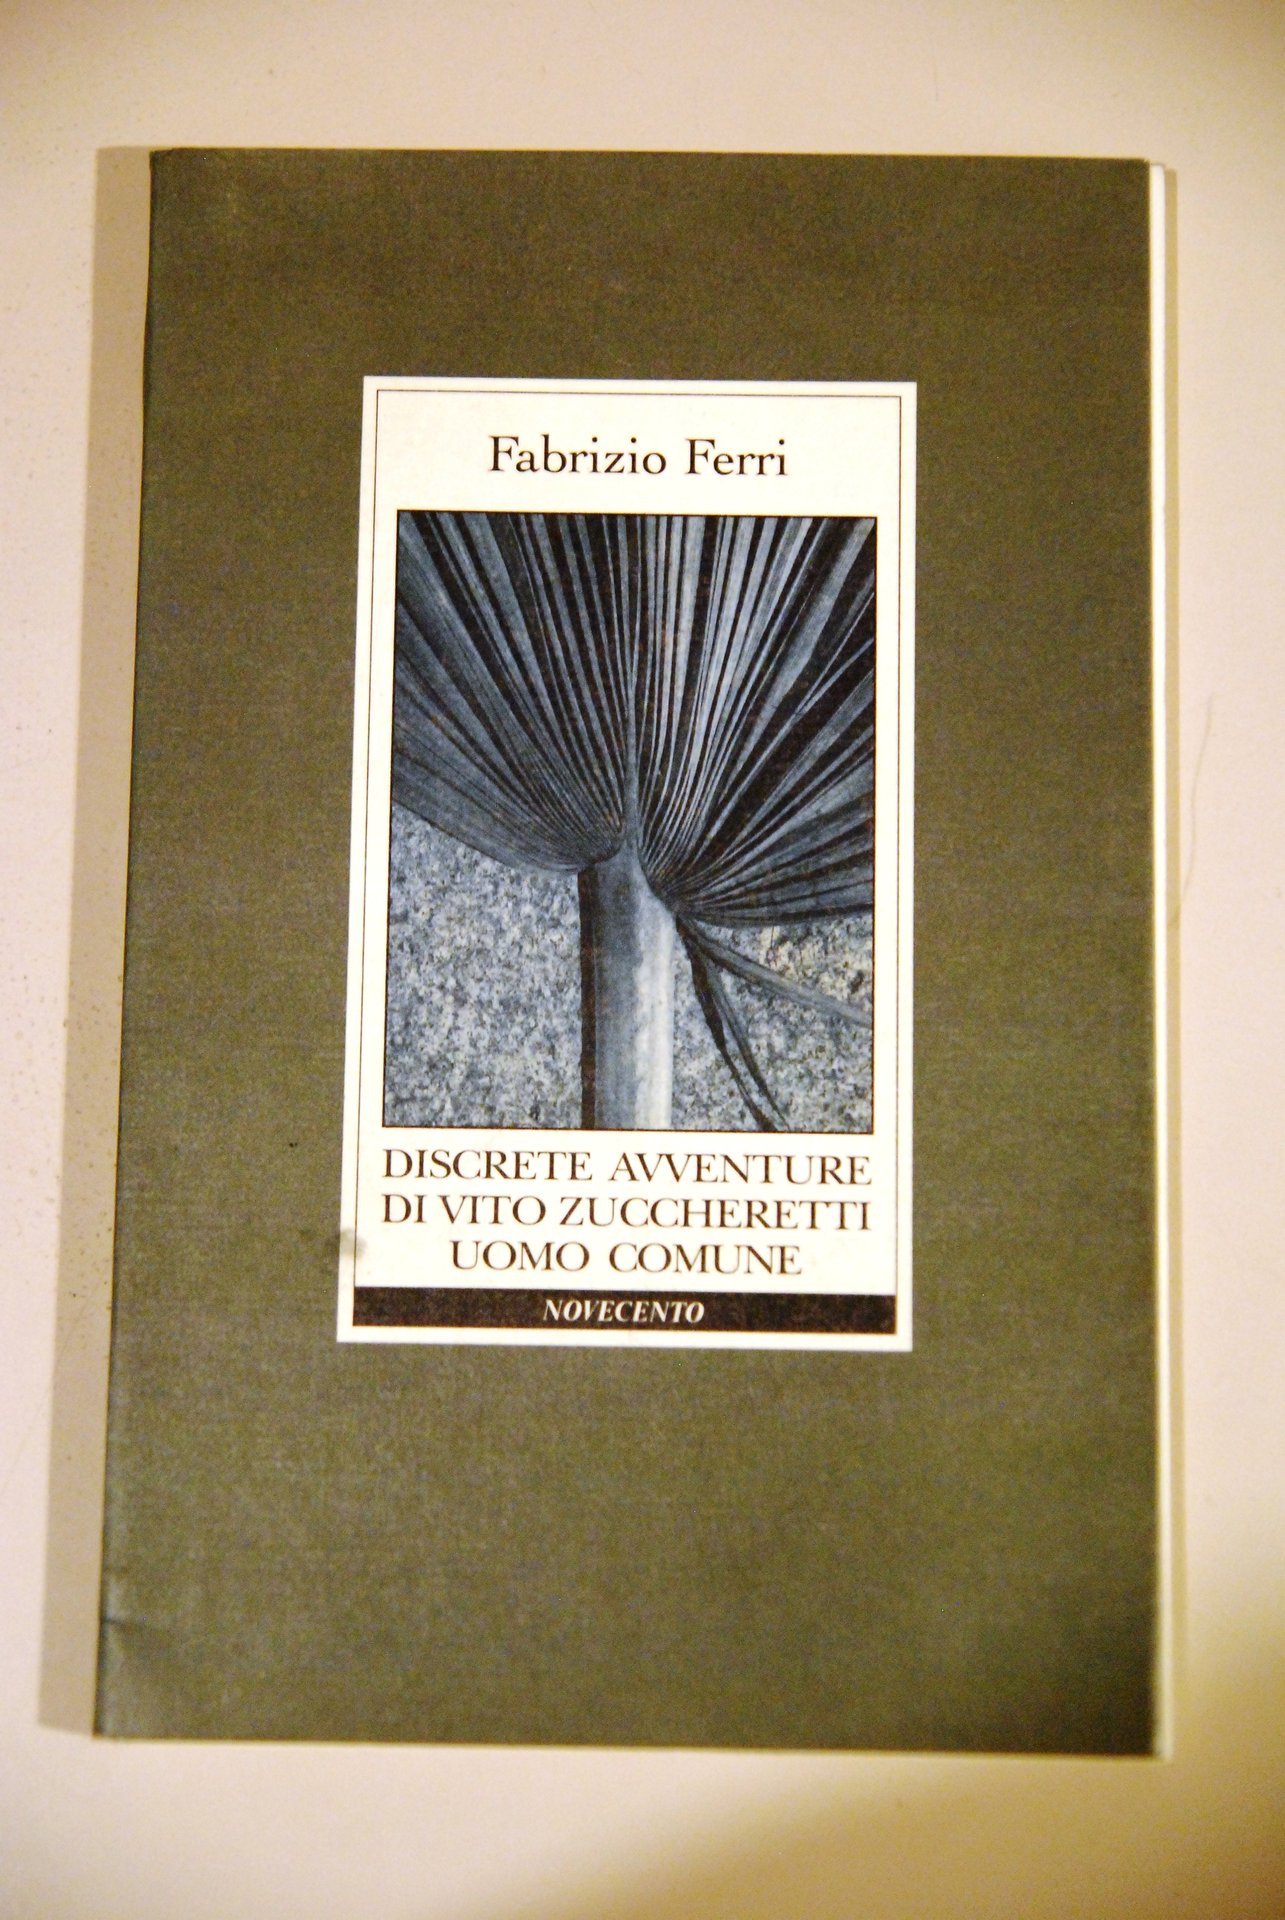 Fabrizio Ferri
DISCRETE AVVENTURE
DI VITO ZUCCHERETTI
UOMO COMUNE
NOVECENTO